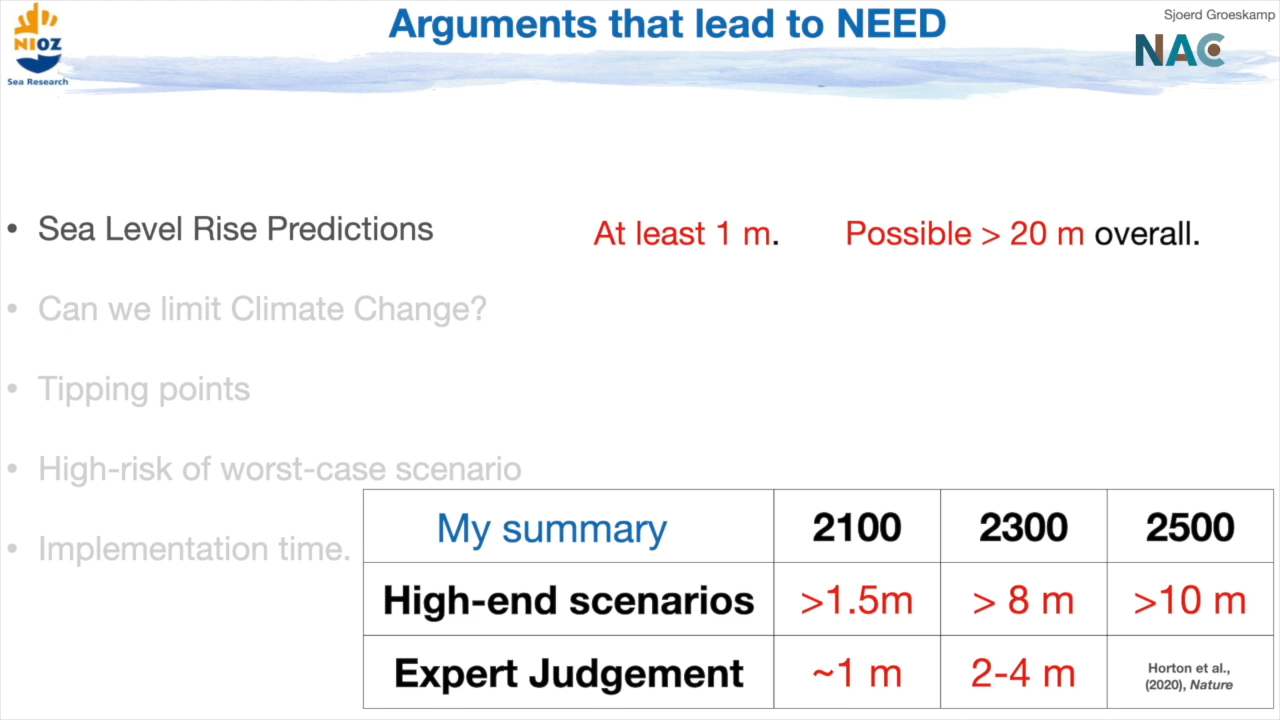 Arguments that lead to NEED
Sjoerd Groeskamp
NIOZ
Sea Research
NAC
• Sea Level Rise Predictions
At least 1 m. Possible > 20 m overall.
• Can we limit Climate Change?
• Tipping points
• High-risk of worst-case scenario
• Implementation time.
My summary 2100 2300 2500
High-end scenarios >1.5m > 8 m >10 m
Expert Judgement ~1 m 2-4 m
Horton et al.,
(2020), Nature